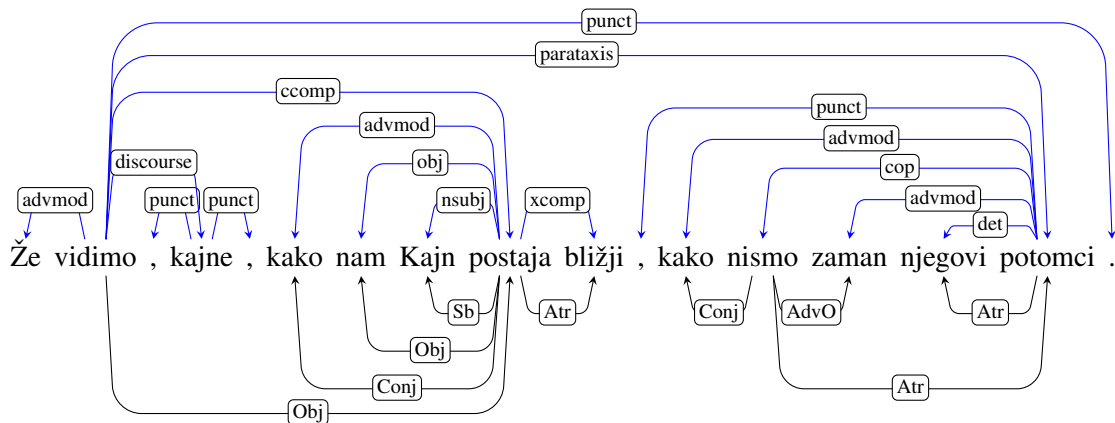 punct
parataxis
ccomp
punct
advmod
advmod
discourse
obj
cop
advmod
punct
punct
nsubj
xcomp
advmod
det
Že vidimo , kajne , kako nam Kajn postaja bližji , kako nismo zaman njegovi potomci .
Sb
Atr
Conj
AdvO
Atr
Obj
Conj
Atr
Obj